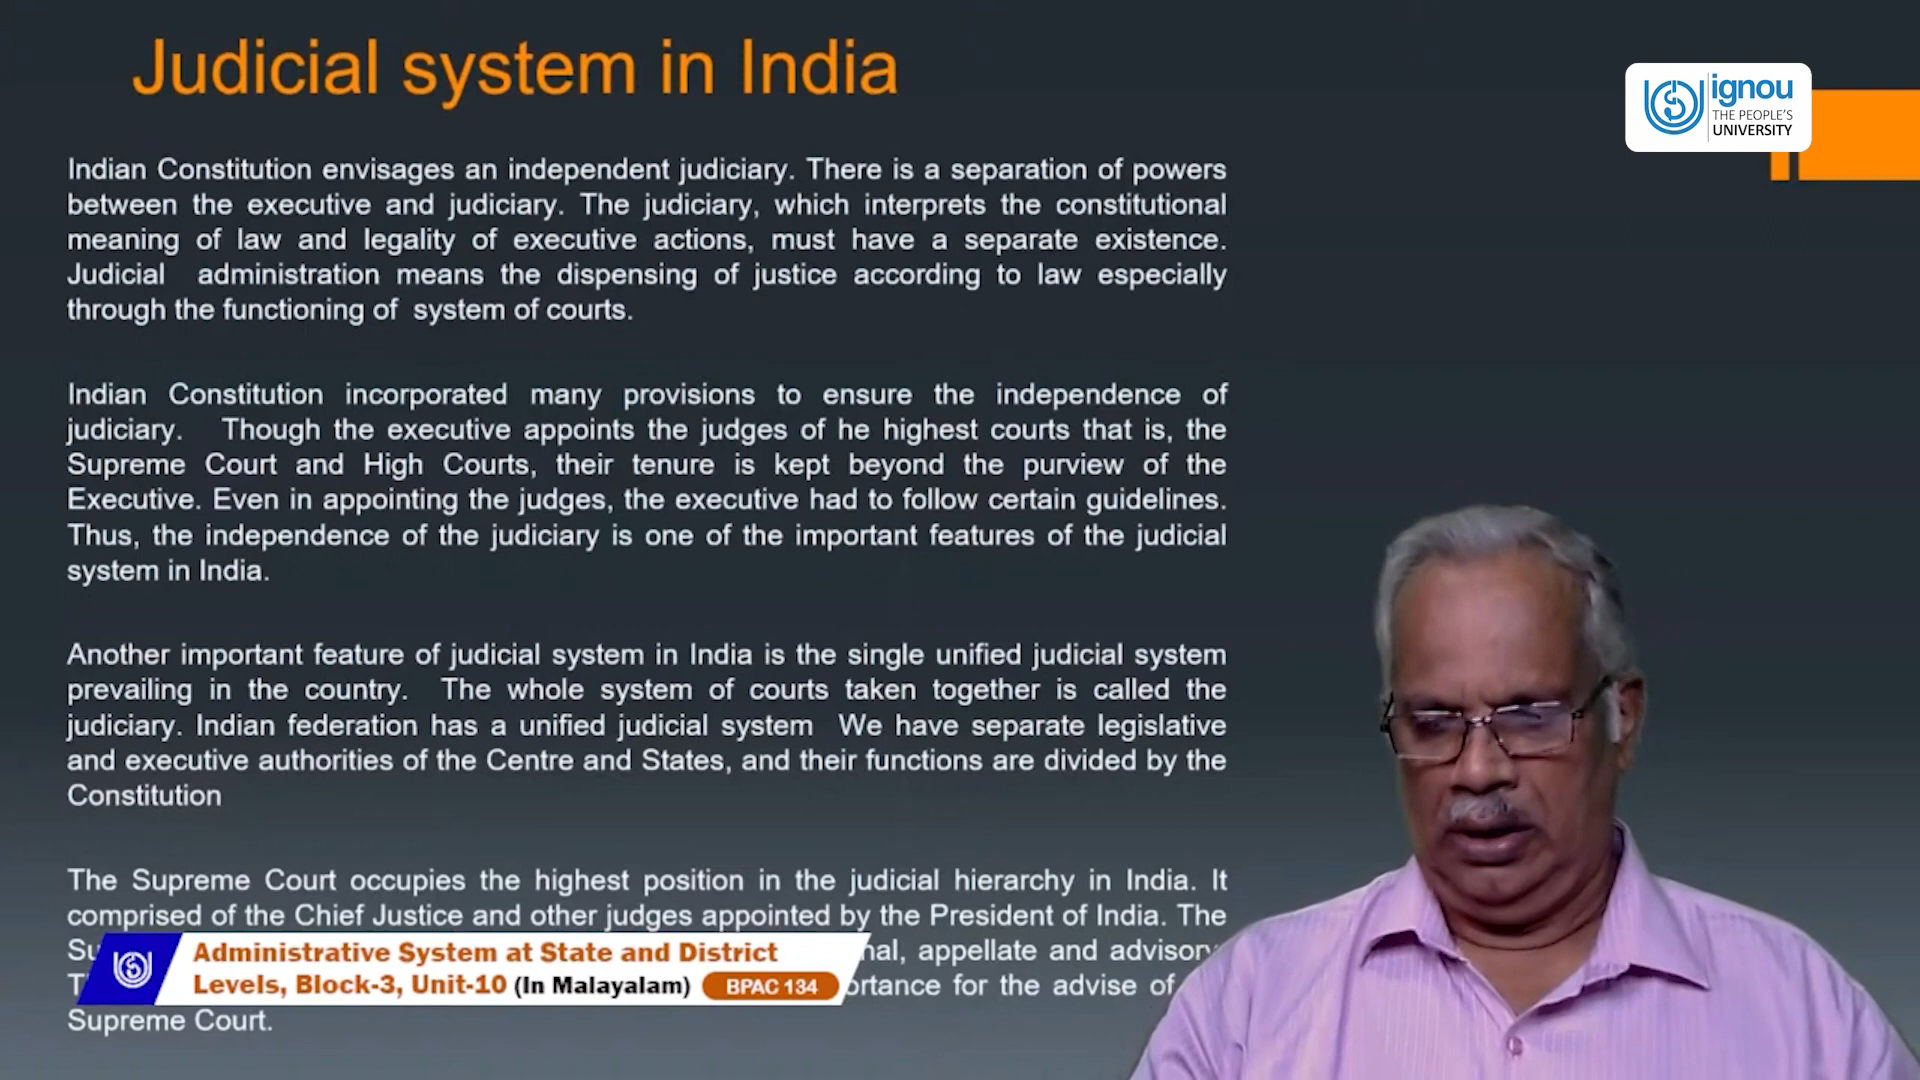 Judicial system in India
ignou
THE PEOPLE'S
UNIVERSITY
Indian Constitution envisages an independent judiciary. There is a separation of powers
between the executive and judiciary. The judiciary, which interprets the constitutional
meaning of law and legality of executive actions, must have a separate existence.
Judicial administration means the dispensing of justice according to law especially
through the functioning of system of courts.
Indian Constitution incorporated many provisions to ensure the independence of
judiciary. Though the executive appoints the judges of he highest courts that is, the
Supreme Court and High Courts, their tenure is kept beyond the purview of the
Executive. Even in appointing the judges, the executive had to follow certain guidelines.
Thus, the independence of the judiciary is one of the important features of the judicial
system in India.
Another important feature of judicial system in India is the single unified judicial system
prevailing in the country. The whole system of courts taken together is called the
judiciary. Indian federation has a unified judicial system We have separate legislative
and executive authorities of the Centre and States, and their functions are divided by the
Constitution
The Supreme Court occupies the highest position in the judicial hierarchy in India. It
comprised of the Chief Justice and other judges appointed by the President of India. The
appellate and advisory
for the advise of
Supreme Court.
Administrative System at State and District
Levels, Block-3, Unit-10 (In Malayalam) BPAC 134